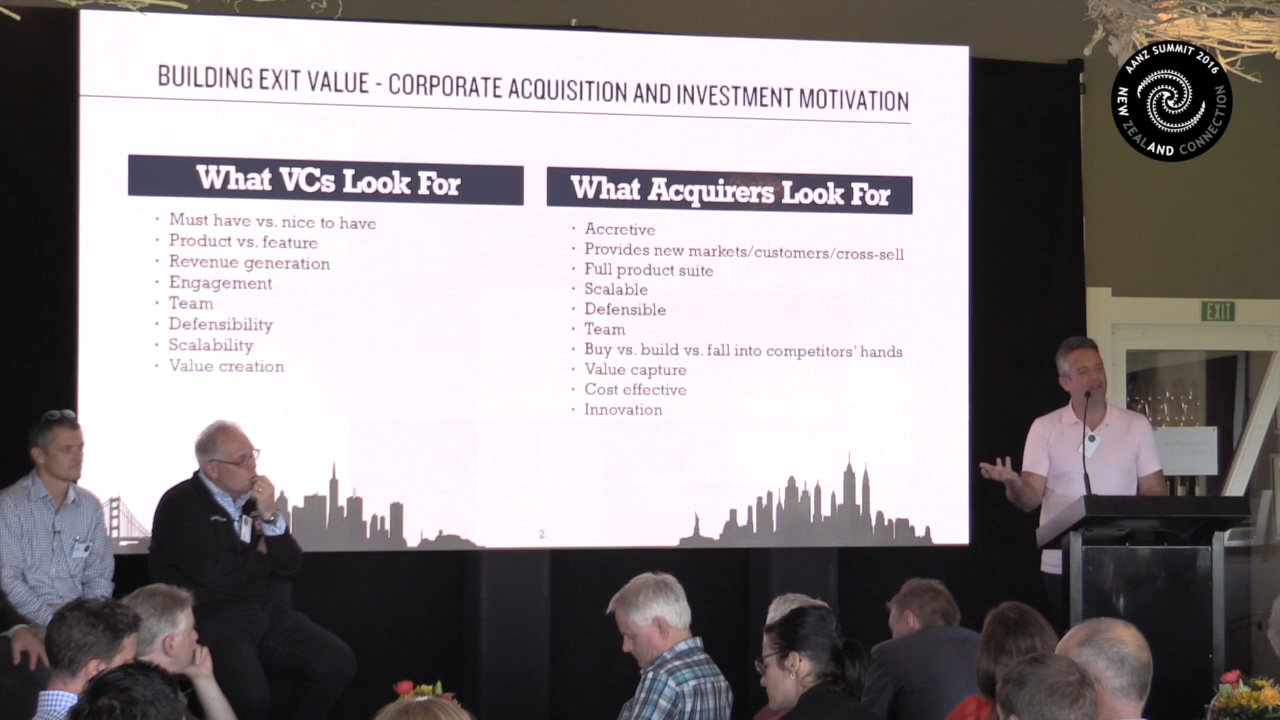 BUILDING EXIT VALUE - CORPORATE ACQUISITION AND INVESTMENT MOTIVATION
What VCs Look For
• Must have vs. nice to have
• Product vs. feature
• Revenue generation
• Engagement
• Team
• Defensibility
• Scalability
• Value creation
What Acquirers Look For
• Accretive
• Provides new markets/customers/cross-sell
• Full product suite
• Scalable
• Defensible
• Team
• Buy vs. build vs. fall into competitors' hands
• Value capture
• Cost effective
• Innovation
2
AANZ SUMMIT 2016
NEW ZEALAND CONNECTION
EXIT